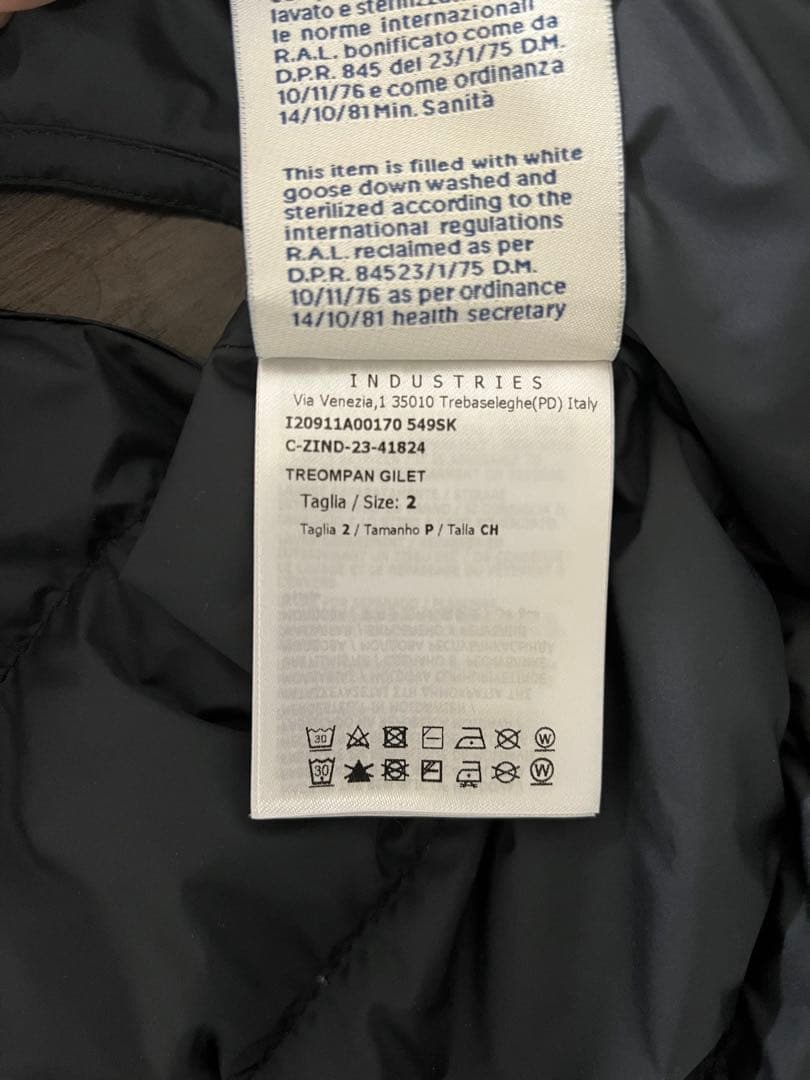 lavato e
le norme internazionali
R.A.L. bonificato come da
D.P.R. 845 del 23/1/75 D.M.
10/11/76 e come ordinanza
14/10/81 Min. Sanità
This item is filled with white
goose down washed and
sterilized according to the
international regulations
R.A.L. reclaimed as per
D.P.R. 84523/1/75 D.M.
10/11/76 as per ordinance
14/10/81 health secretary
INDUSTRIES
Via Venezia,1 35010 Trebaseleghe(PD) Italy
I20911A00170 549SK
C-ZIND-23-41824
TREOMPAN GILET
Taglia / Size: 2
Taglia 2 / Tamanho P / Talla CH
30 W
30 W